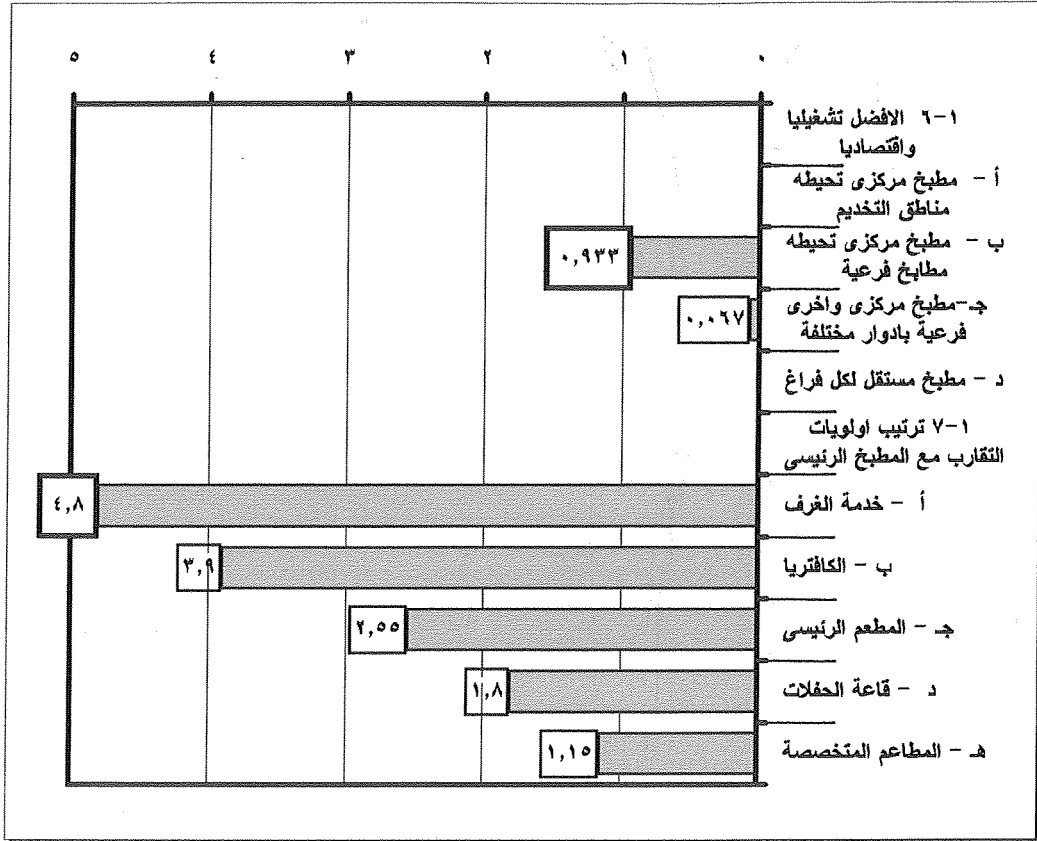 ٥ ٤ ٣ ٢ ١ ٠
١-٦ الافضل تشغيليا
واقتصاديا
أ - مطبخ مركزى تحيطه
مناطق التخديم
ب - مطبخ مركزى تحيطه
مطابخ فرعية
٠,٩٣٣
جـ-مطبخ مركزى واخرى
فرعية بادوار مختلفة
٠,٠٦٧
د - مطبخ مستقل لكل فراغ
١-٧ ترتيب اولويات
التقارب مع المطبخ الرئيسى
أ - خدمة الغرف
٤,٨
ب - الكافتريا
٣,٩
جـ - المطعم الرئيسى
٢,٥٥
د - قاعة الحفلات
١,٨
هـ - المطاعم المتخصصة
١,١٥